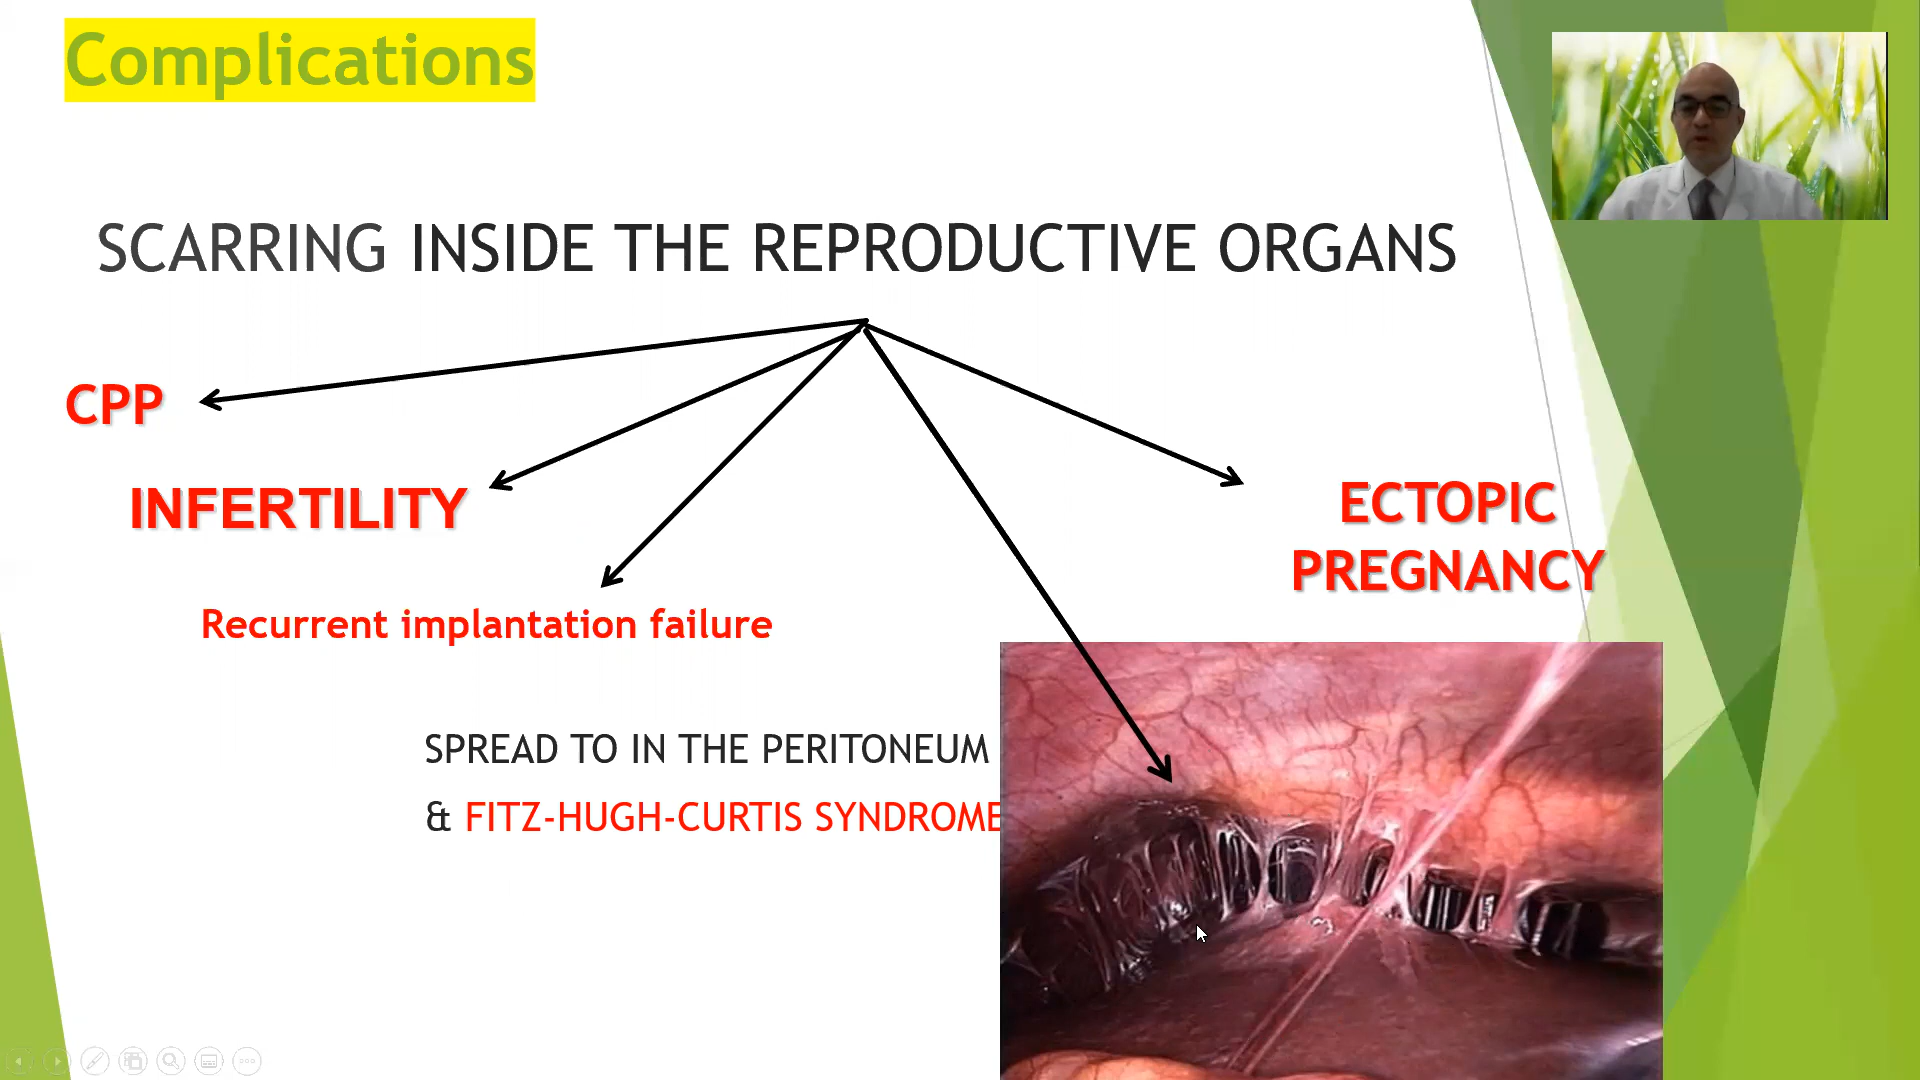 Complications
SCARRING INSIDE THE REPRODUCTIVE ORGANS
CPP
INFERTILITY
ECTOPIC
PREGNANCY
Recurrent implantation failure
SPREAD TO IN THE PERITONEUM
& FITZ-HUGH-CURTIS SYNDROME